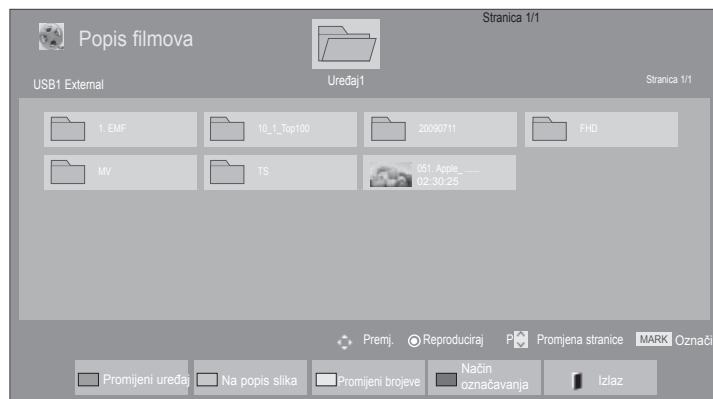 Stranica 1/1
Popis filmova
USB1 External
Uređaj1
Stranica 1/1
1. EMF
10_1_Top100
20090711
FHD
MV
TS
051. Apple_ ......
02:30:25
Premj.
Reproduciraj
P
Promjena stranice
MARK
Označi
Promijeni uređaj
Na popis slika
Promijeni brojeve
Način
označavanja
Izlaz